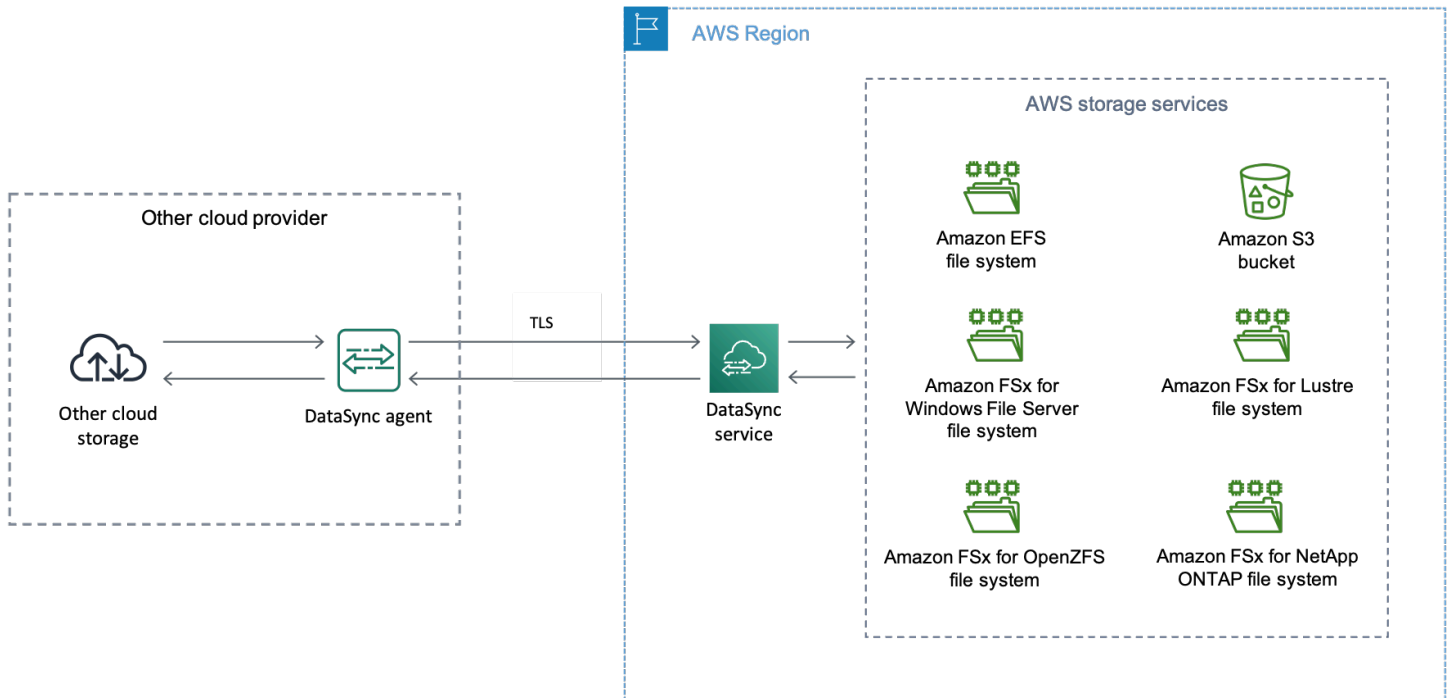 AWS Region
AWS storage services
Amazon EFS
file system
Amazon S3
bucket
Other cloud provider
TLS
Other cloud
storage
DataSync agent
DataSync
service
Amazon FSx for
Windows File Server
file system
Amazon FSx for Lustre
file system
Amazon FSx for OpenZFS
file system
Amazon FSx for NetApp
ONTAP file system